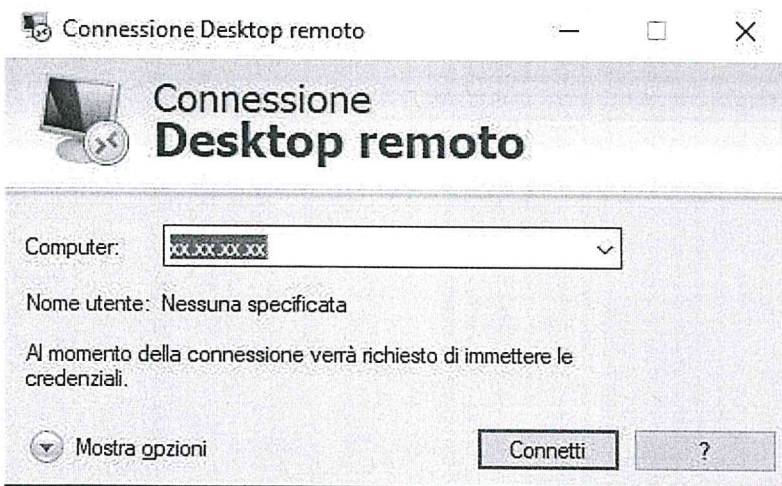 Connessione Desktop remoto
Connessione
Desktop remoto
Computer: xx.xx.xx.xx
Nome utente: Nessuna specificata
Al momento della connessione verrà richiesto di immettere le
credenziali.
Mostra opzioni Connetti ?